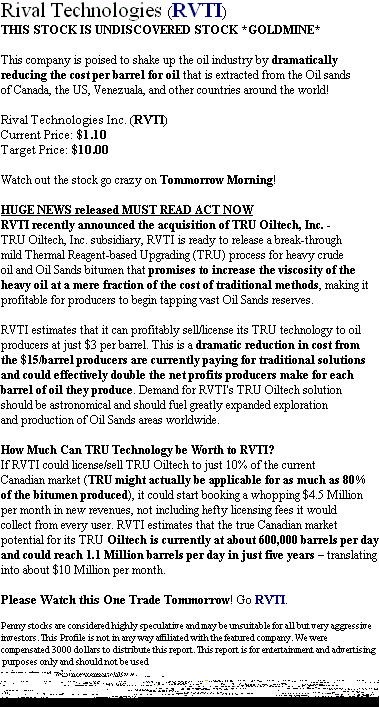 Rival Technologies (RVTI)
THIS STOCK IS UNDISCOVERED STOCK *GOLDMINE*
This company is poised to shake up the oil industry by dramatically
reducing the cost per barrel for oil that is extracted from the Oil sands
of Canada, the US, Venezuala, and other countries around the world!
Rival Technologies Inc. (RVTI)
Current Price: $1.10
Target Price: $10.00
Watch out the stock go crazy on Tommorrow Morning!
HUGE NEWS released MUST READ ACT NOW
RVTI recently announced the acquisition of TRU Oiltech, Inc. -
TRU Oiltech, Inc. subsidiary, RVTI is ready to release a break-through
mild Thermal Reagent-based Upgrading (TRU) process for heavy crude
oil and Oil Sands bitumen that promises to increase the viscosity of the
heavy oil at a mere fraction of the cost of traditional methods, making it
profitable for producers to begin tapping vast Oil Sands reserves.
RVTI estimates that it can profitably sell/license its TRU technology to oil
producers at just $3 per barrel. This is a dramatic reduction in cost from
the $15/barrel producers are currently paying for traditional solutions
and could effectively double the net profits producers make for each
barrel of oil they produce. Demand for RVTI's TRU Oiltech solution
should be astronomical and should fuel greatly expanded exploration
and production of Oil Sands areas worldwide.
How Much Can TRU Technology be Worth to RVTI?
If RVTI could license/sell TRU Oiltech to just 10% of the current
Canadian market (TRU might actually be applicable for as much as 80%
of the bitumen produced), it could start booking a whopping $4.5 Million
per month in new revenues, not including hefty licensing fees it would
collect from every user. RVTI estimates that the true Canadian market
potential for its TRU Oiltech is currently at about 600,000 barrels per day
and could reach 1.1 Million barrels per day in just five years – translating
into about $10 Million per month.
Please Watch this One Trade Tommorrow! Go RVTI.
Penny stocks are considered highly speculative and may be unsuitable for all but very aggressive
investors. This Profile is not in any way affiliated with the featured company. We were
compensated 3000 dollars to distribute this report. This report is for entertainment and advertising
purposes only and should not be used